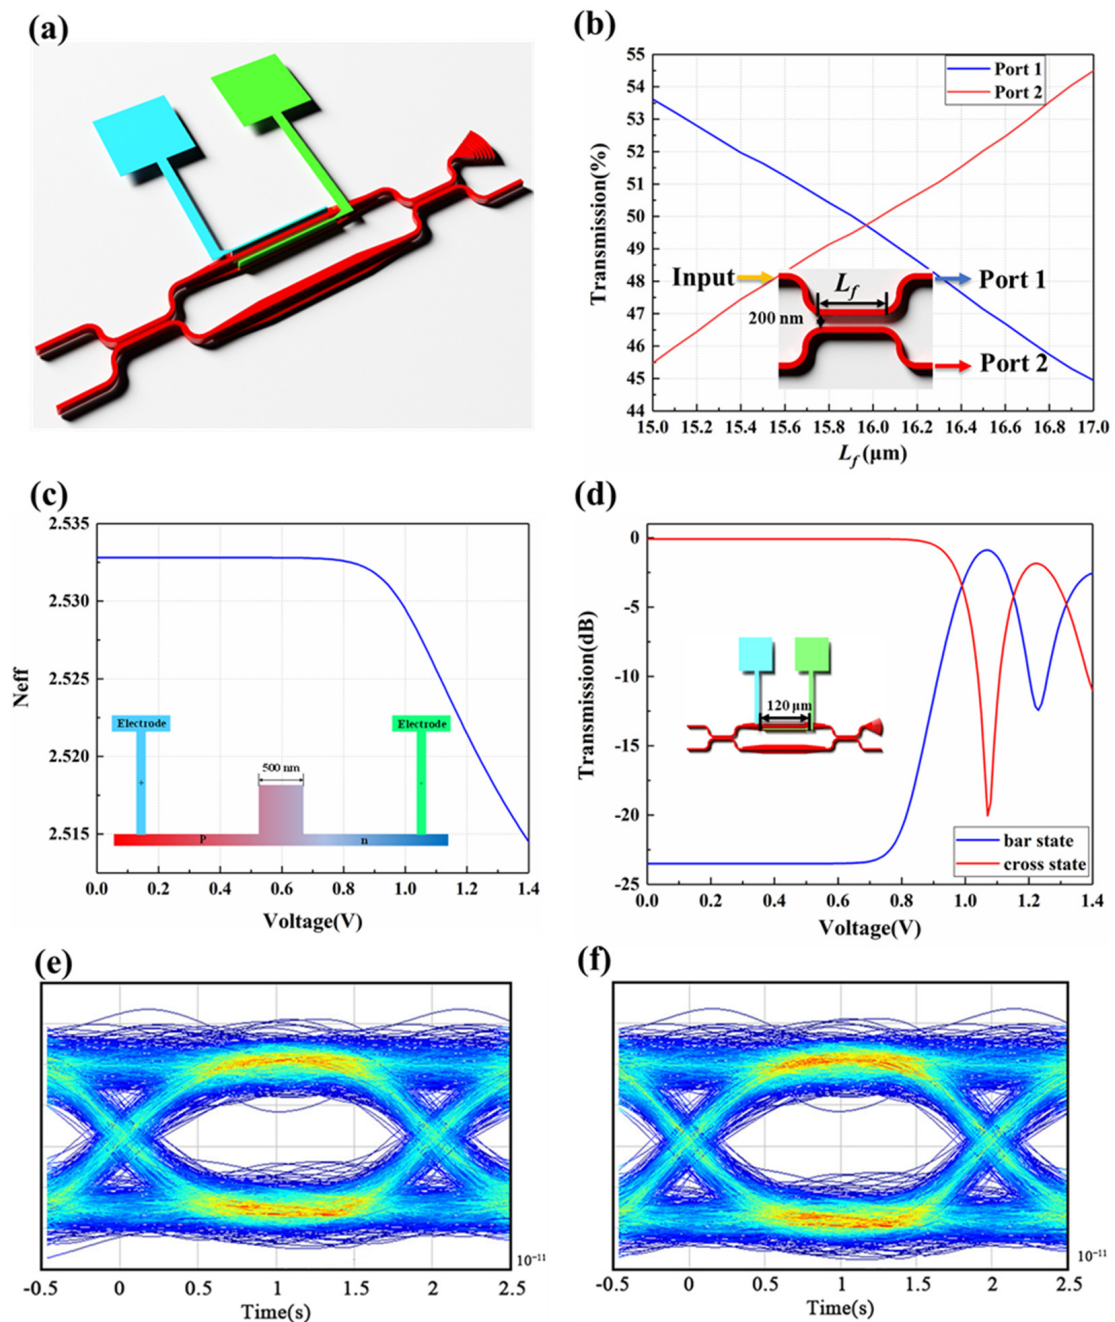 (a)
(b)
55
54
53
52
51
50
49
48
47
46
45
44
Transmission(%)
Port 1
Port 2
Input
L_f
200 nm
Port 1
Port 2
15.0 15.2 15.4 15.6 15.8 16.0 16.2 16.4 16.6 16.8 17.0
L_f (μm)
(c)
2.535
2.530
2.525
2.520
2.515
Neff
Electrode
Electrode
500 nm
+
-
P
n
0.0 0.2 0.4 0.6 0.8 1.0 1.2 1.4
Voltage(V)
(d)
0
-5
-10
-15
-20
-25
Transmission(dB)
120 μm
bar state
cross state
0.0 0.2 0.4 0.6 0.8 1.0 1.2 1.4
Voltage(V)
(e)
10⁻¹¹
-0.5 0 0.5 1 1.5 2 2.5
Time(s)
(f)
10⁻¹¹
-0.5 0 0.5 1 1.5 2 2.5
Time(s)